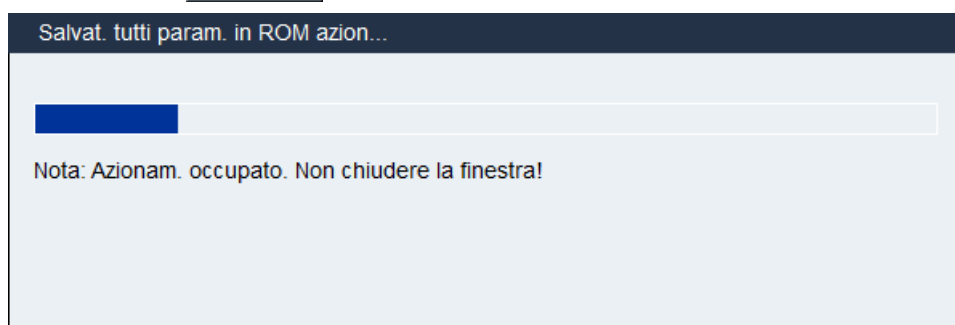 Salvat. tutti param. in ROM azion...
Nota: Azionam. occupato. Non chiudere la finestra!